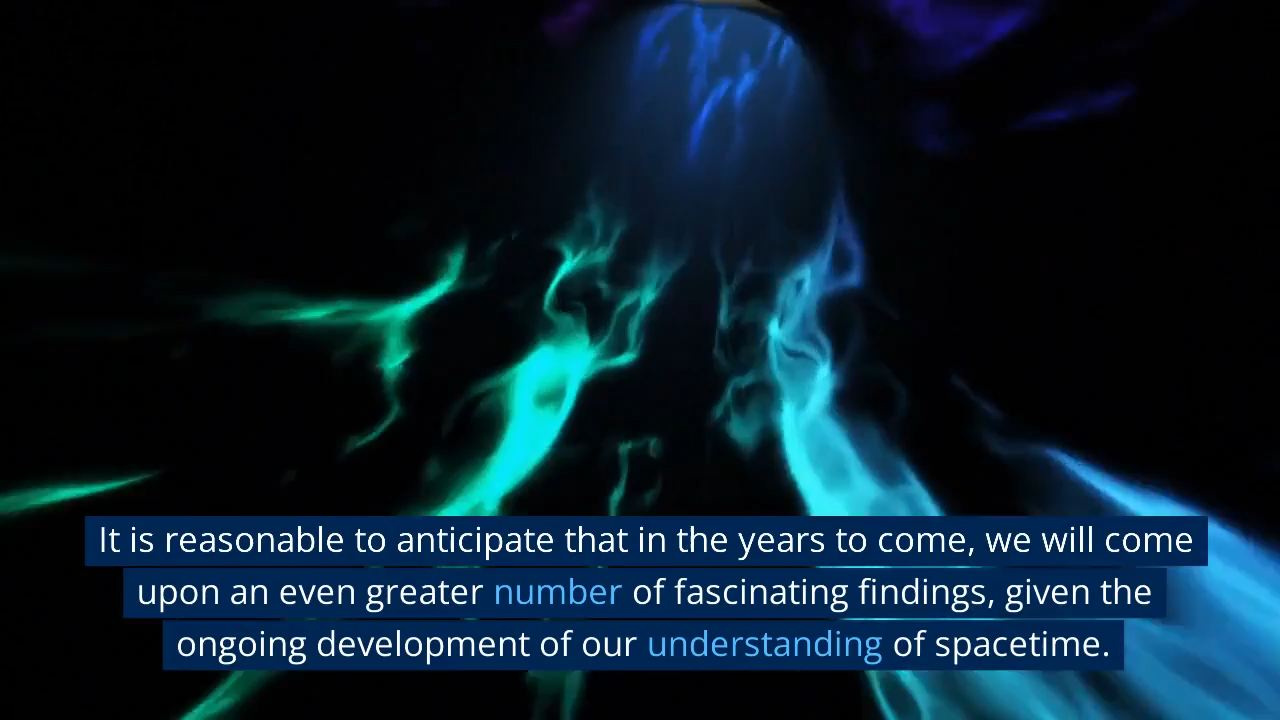 It is reasonable to anticipate that in the years to come, we will come
upon an even greater number of fascinating findings, given the
ongoing development of our understanding of spacetime.